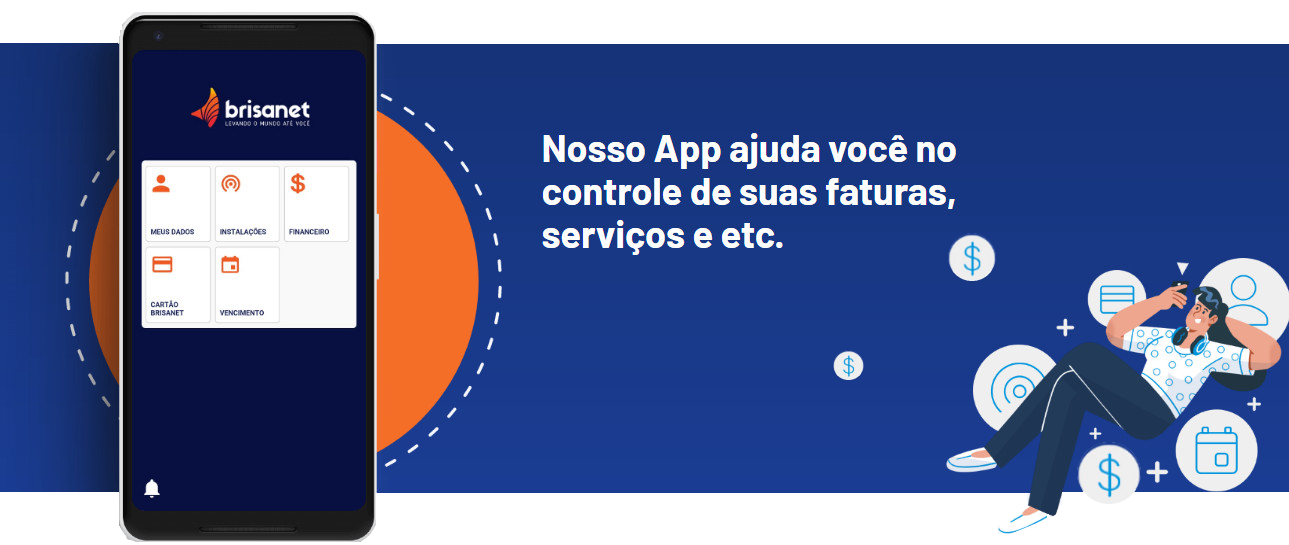 brisanet
LEVANDO O MUNDO ATÉ VOCÊ
MEUS DADOS
INSTALAÇÕES
FINANCEIRO
CARTÃO
BRISANET
VENCIMENTO
Nosso App ajuda você no
controle de suas faturas,
serviços e etc.